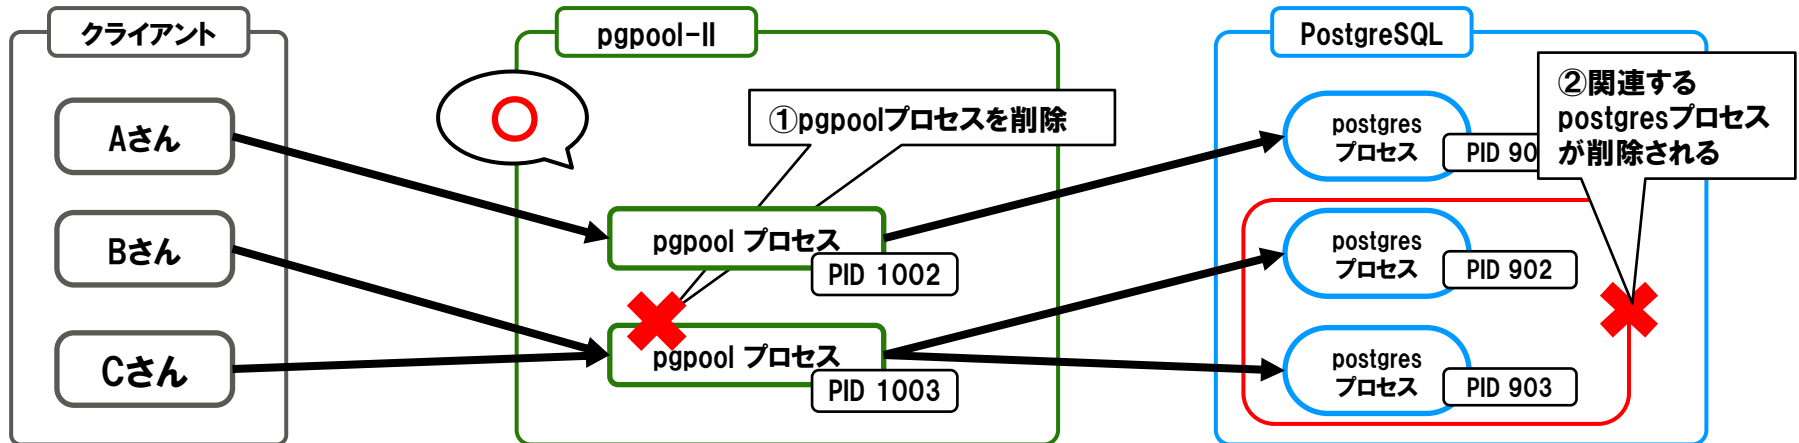 クライアント
Aさん
Bさん
Cさん
pgpool-II
①pgpoolプロセスを削除
pgpool プロセス
PID 1002
pgpool プロセス
PID 1003
PostgreSQL
②関連する
postgresプロセス
が削除される
postgres
プロセス
PID 90
postgres
プロセス
PID 902
postgres
プロセス
PID 903